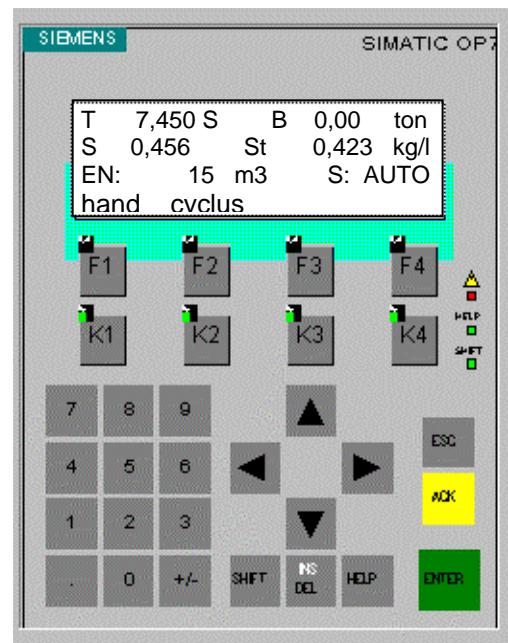 SIEMENS SIMATIC OP7
T 7,450 S B 0,00 ton
S 0,456 St 0,423 kg/l
EN: 15 m3 S: AUTO
hand cyclus
F1 F2 F3 F4
K1 K2 K3 K4
HELP
SHIFT
7 8 9
ESC
4 5 6
ACK
1 2 3
. 0 +/- SHIFT INS DEL HELP ENTER